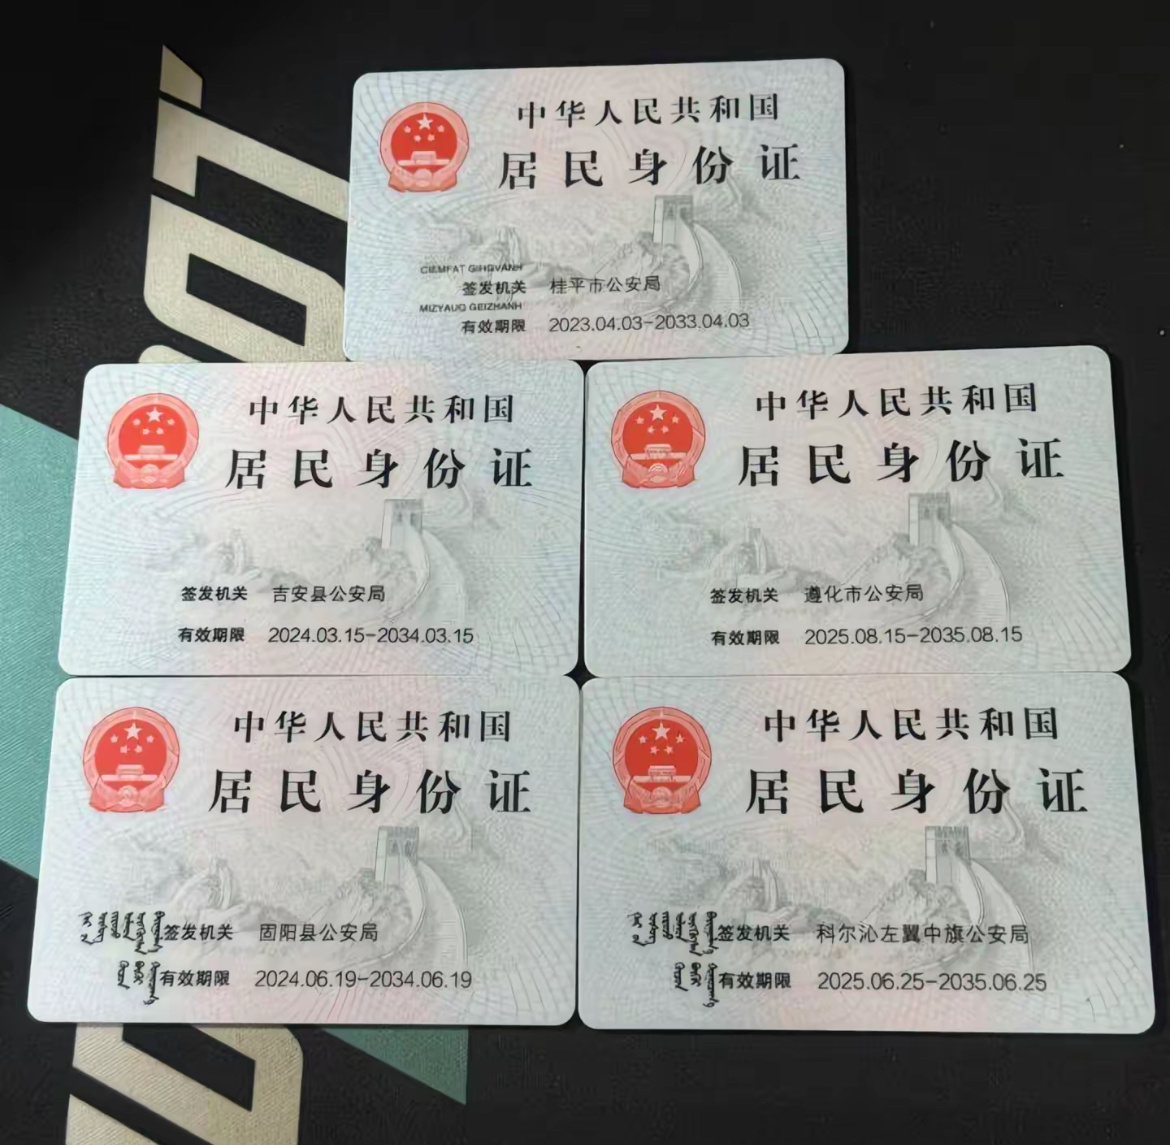 中华人民共和国
居民身份证
CIEMFAT GIHGVANH
签发机关 桂平市公安局
MIZYAUQ GEIZHANH
有效期限 2023.04.03-2033.04.03
中华人民共和国
居民身份证
签发机关 吉安县公安局
有效期限 2024.03.15-2034.03.15
中华人民共和国
居民身份证
签发机关 遵化市公安局
有效期限 2025.08.15-2035.08.15
中华人民共和国
居民身份证
签发机关 固阳县公安局
有效期限 2024.06.19-2034.06.19
中华人民共和国
居民身份证
签发机关 科尔沁左翼中旗公安局
有效期限 2025.06.25-2035.06.25